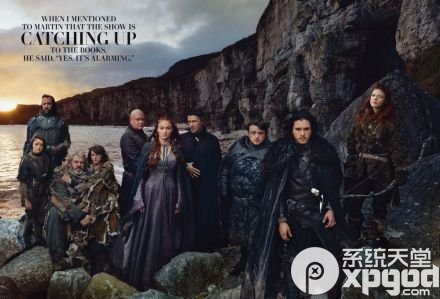 WHEN I MENTIONED
TO MARTIN THAT THE SHOW IS
CATCHING UP
TO THE BOOKS,
HE SAID, "YES. IT'S ALARMING."
系统天堂
xpgod
.com